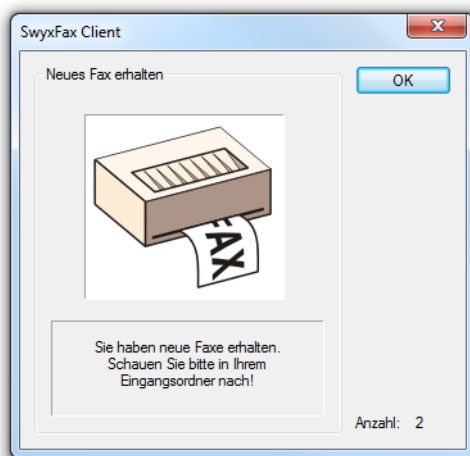 SwyxFax Client
Neues Fax erhalten
OK
FAX
Sie haben neue Faxe erhalten.
Schauen Sie bitte in Ihrem
Eingangsordner nach!
Anzahl: 2